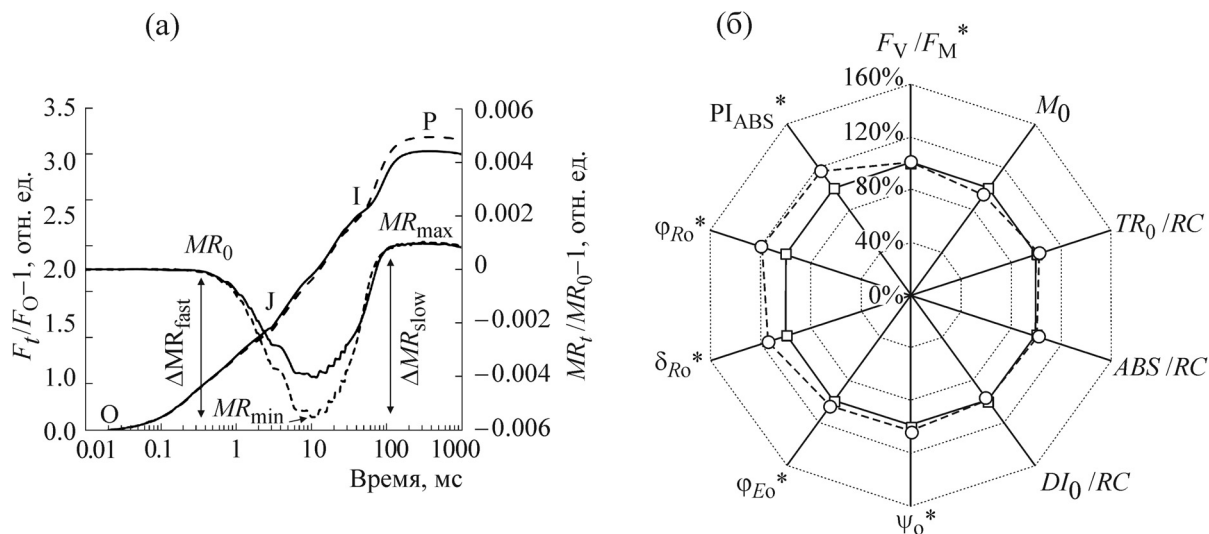 (а)
(б)
3.5
3.0
2.5
2.0
1.5
1.0
0.0
F_t/F_O−1, отн. ед.
0.006
0.004
0.002
0
−0.002
−0.004
−0.006
MR_t/MR_0−1, отн. ед.
0.01 0.1 1 10 100 1000
Время, мс
O
J
I
P
MR_0
MR_max
MR_min
ΔMR_fast
ΔMR_slow
F_V/F_M*
M_0
TR_0/RC
ABS/RC
DI_0/RC
ψ_o*
φ_Eo*
δ_Ro*
φ_Ro*
PI_ABS*
160%
120%
80%
40%
0%